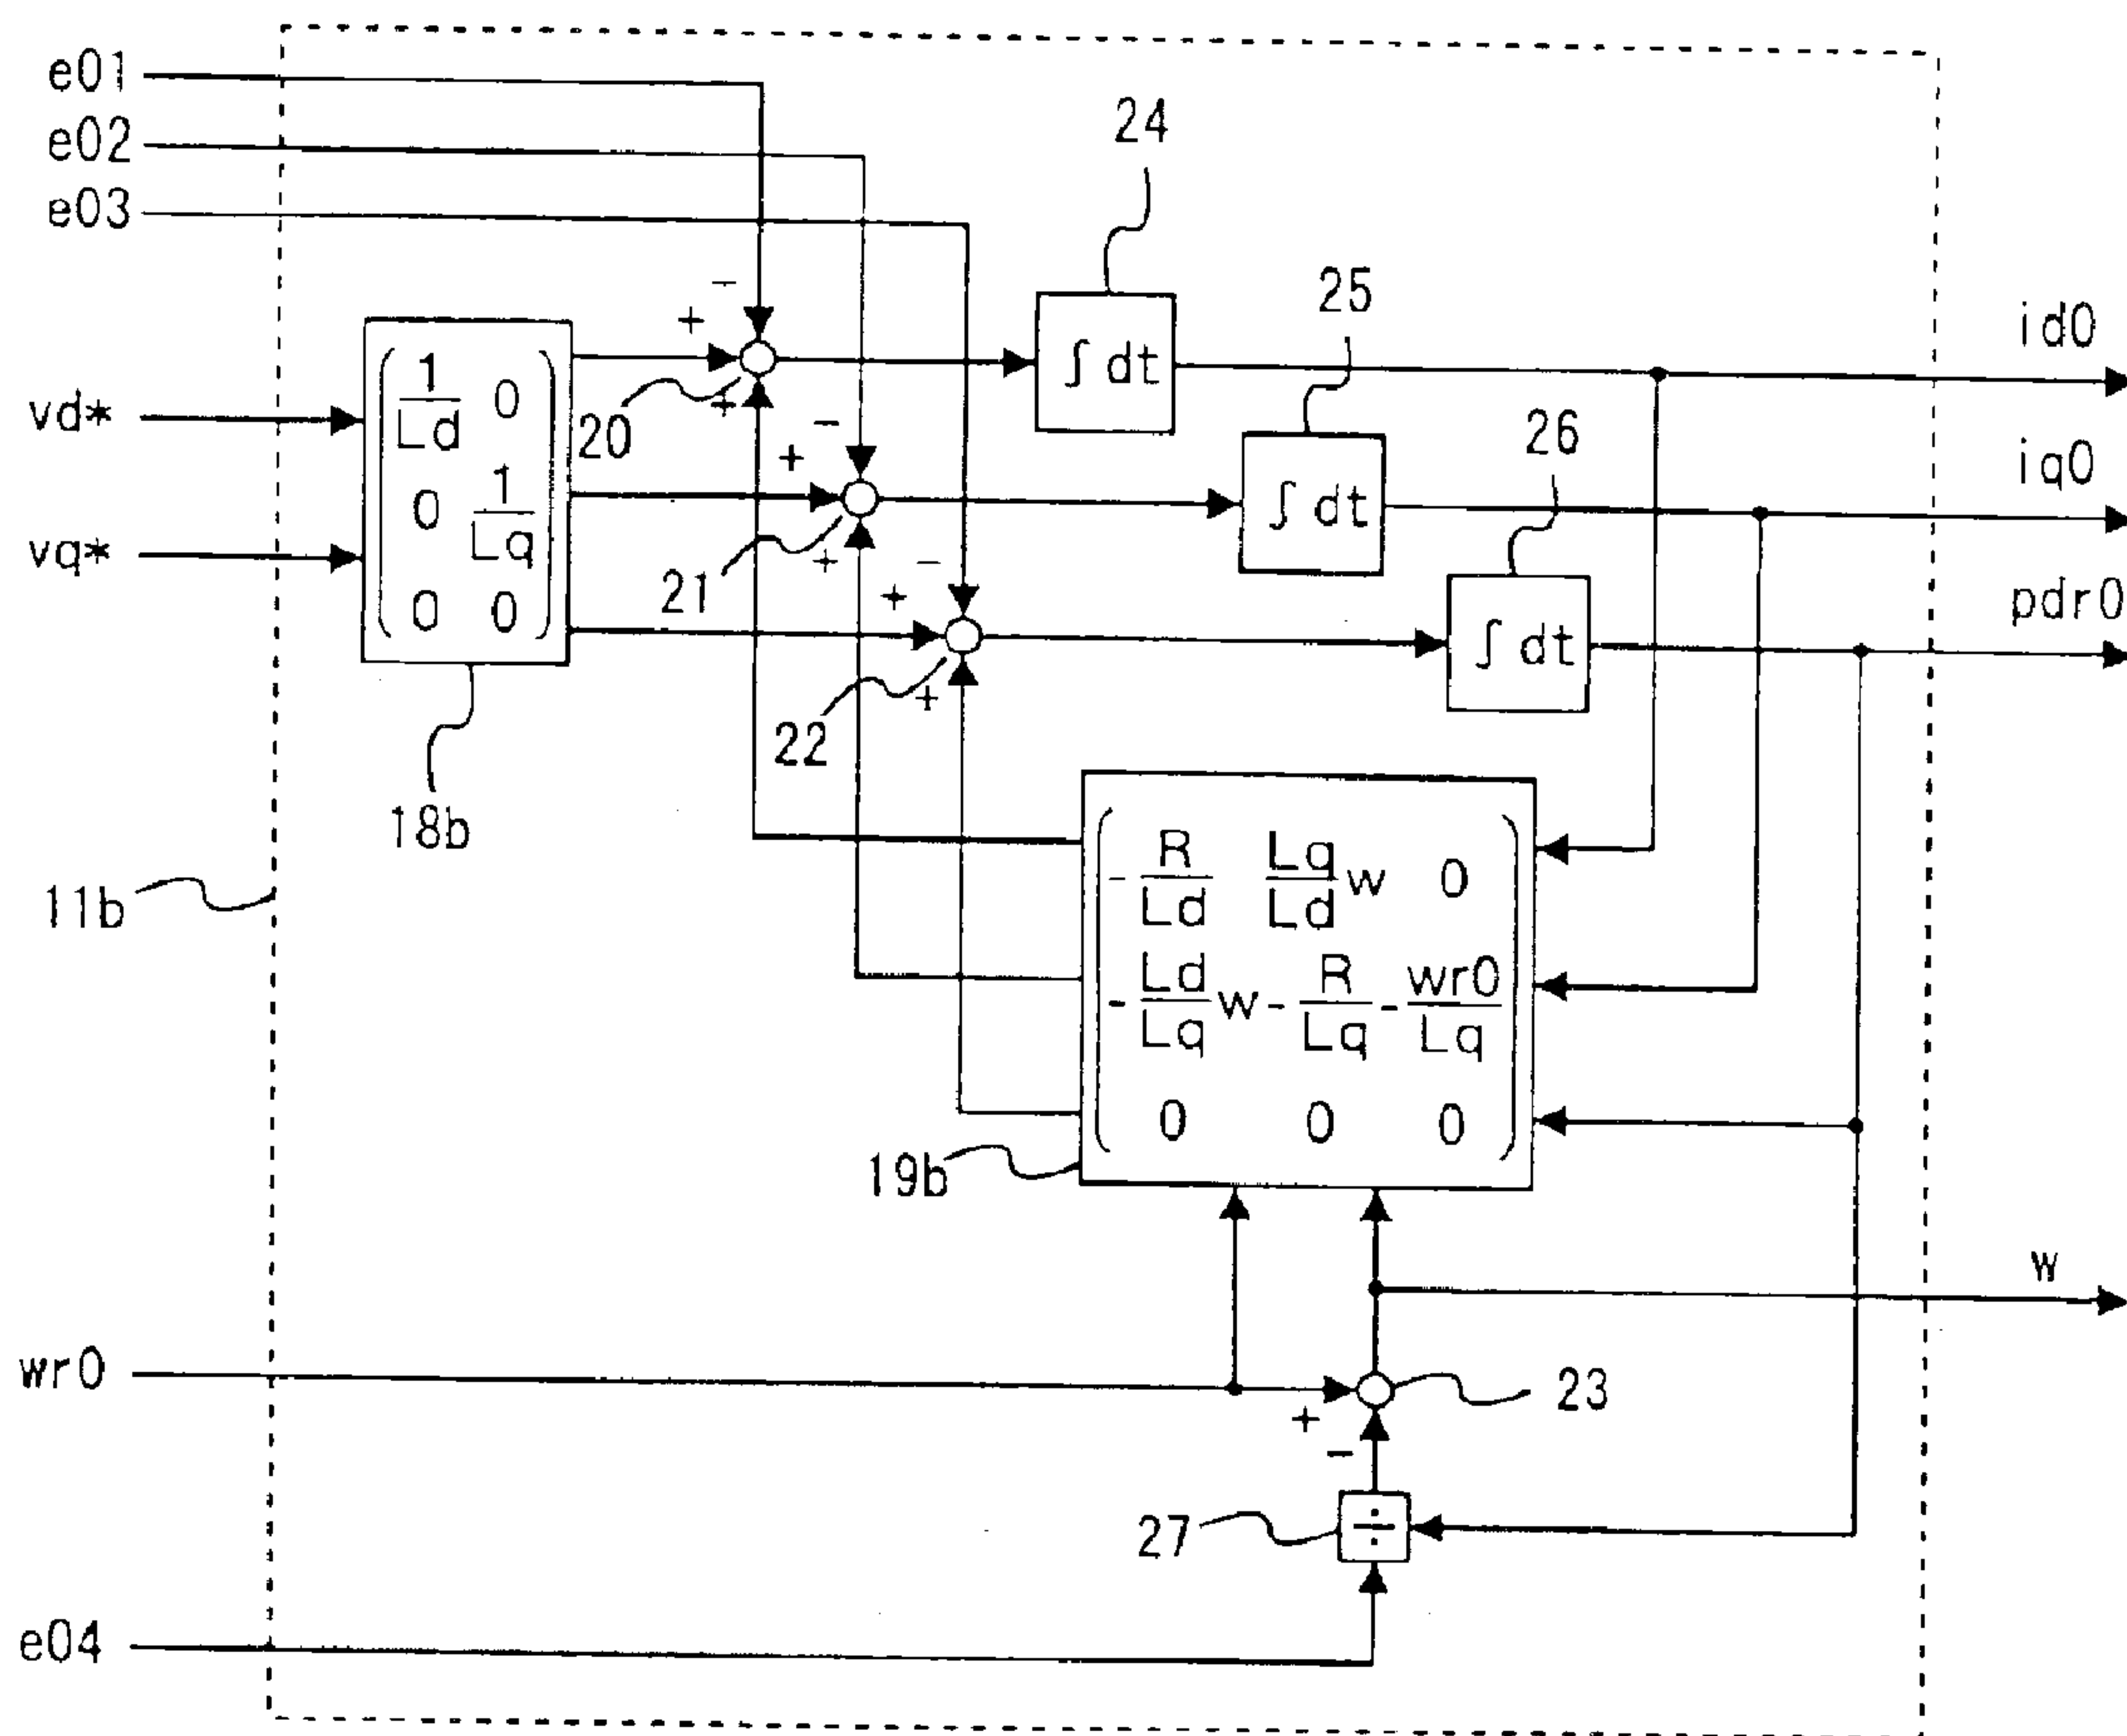 e01
e02
e03
24
25
26
id0
iq0
pdr0
vd*
vq*
1/Ld 0
0 1/Lq
0 0
+ -
+
20
+ -
+
21
+ -
+
22
∫dt
∫dt
∫dt
18b
11b
-R/Ld Lq/Ld w 0
-Ld/Lq w -R/Lq -wr0/Lq
0 0 0
19b
w
wr0
+
-
23
27
÷
e04